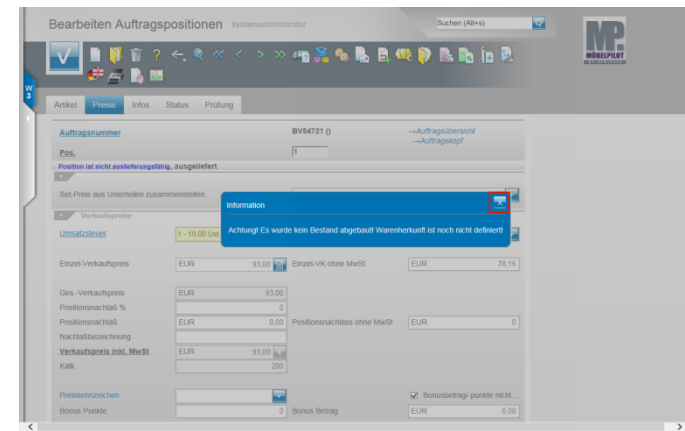 Bearbeiten Auftragspositionen Systemadministrator Suchen (Alt+s)
MP
MÖBELPILOT
W
3
Artikel Preise Infos Status Prüfung
Auftragsnummer BV64721 () →Auftragsübersicht
→Auftragskopf
Pos. 1
Position ist nicht auslieferungsfähig, ausgeliefert
Set-Preis aus Unterteilen zusammenstellen
Information
Verkaufspreise
Achtung! Es wurde kein Bestand abgebaut! Warenherkunft ist noch nicht definiert!
Umsatzsteuer 1 - 19.00 Ust
Einzel-Verkaufspreis EUR 93,00 Einzel-VK ohne MwSt EUR 78,15
Ges.-Verkaufspreis EUR 93,00
Positionsnachlaß % 0
Positionsnachlaß EUR 0,00 Positionsnachlass ohne MwSt EUR 0
Nachlaßbezeichnung
Verkaufspreis inkl. MwSt EUR 93,00
Kalk. 200
Preiskennzeichen Bonusbetrag/-punkte nicht...
Bonus Punkte 0 Bonus Betrag EUR 0,00